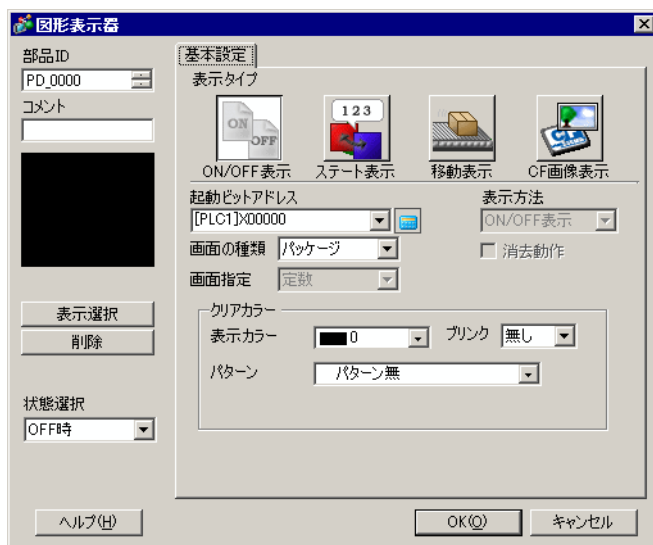 図形表示器
部品ID
PD_0000
コメント
表示選択
削除
状態選択
OFF時
ヘルプ(H)
基本設定
表示タイプ
ON
OFF
ON/OFF表示
123
ステート表示
移動表示
CF
CF画像表示
起動ビットアドレス
[PLC1]X00000
表示方法
ON/OFF表示
画面の種類 パッケージ
消去動作
画面指定 定数
クリアカラー
表示カラー 0 ブリンク 無し
パターン パターン無
OK(O) キャンセル